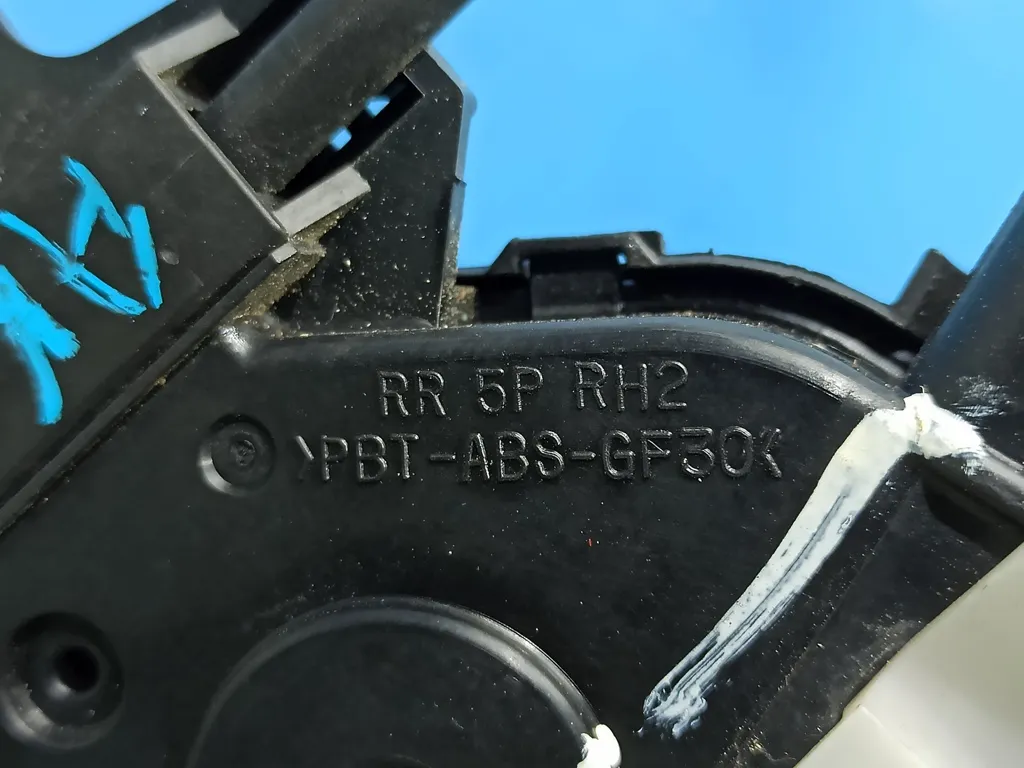 RR 5P RH2
>PBT-ABS-GF30<